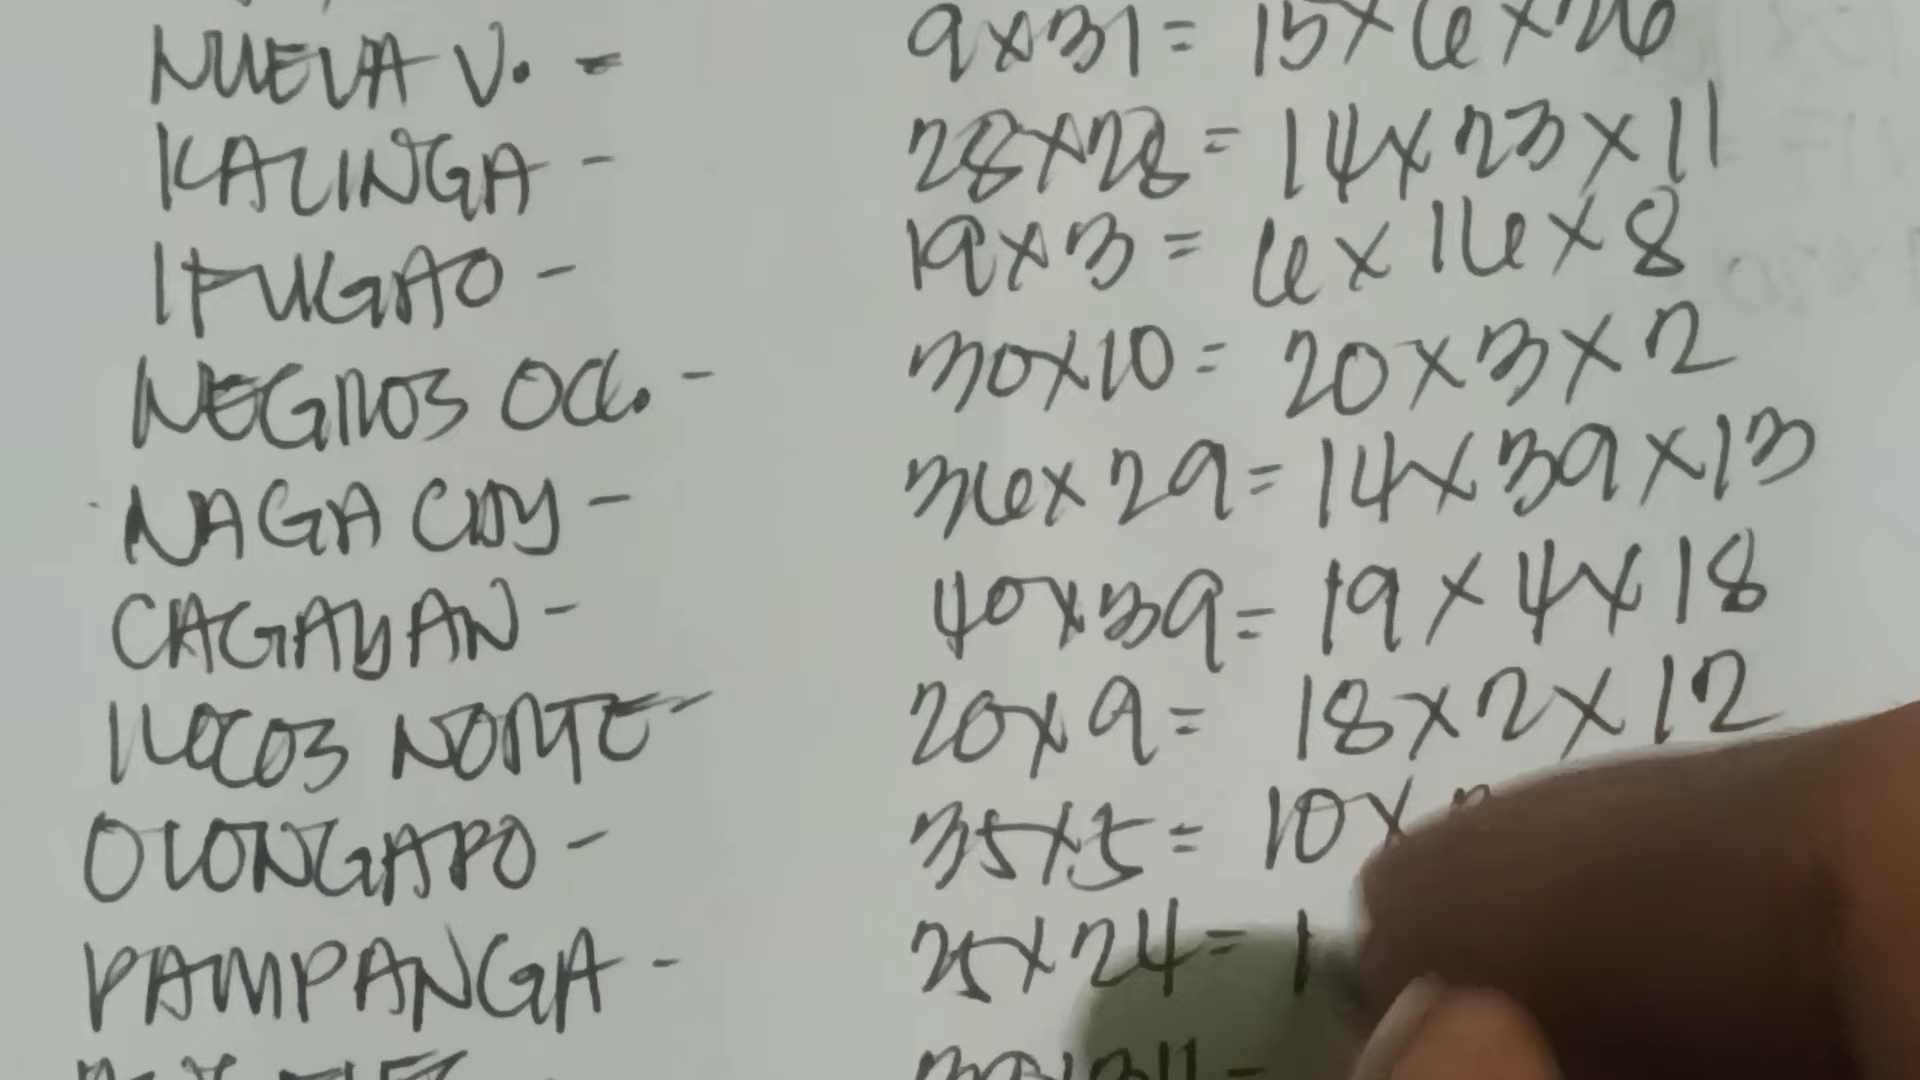 NUEVA V. - 9x31 = 15x6x26
KALINGA - 28x28 = 14x23x11
IFUGAO - 19x3 = 6x16x8
NEGROS OCC. - 30x10 = 20x3x2
NAGA CITY - 36x29 = 14x39x13
CAGAYAN - 40x39 = 19x4x18
ILOCOS NORTE - 20x9 = 18x2x12
OLONGAPO - 35x5 = 10x
PAMPANGA - 25x24 = 1